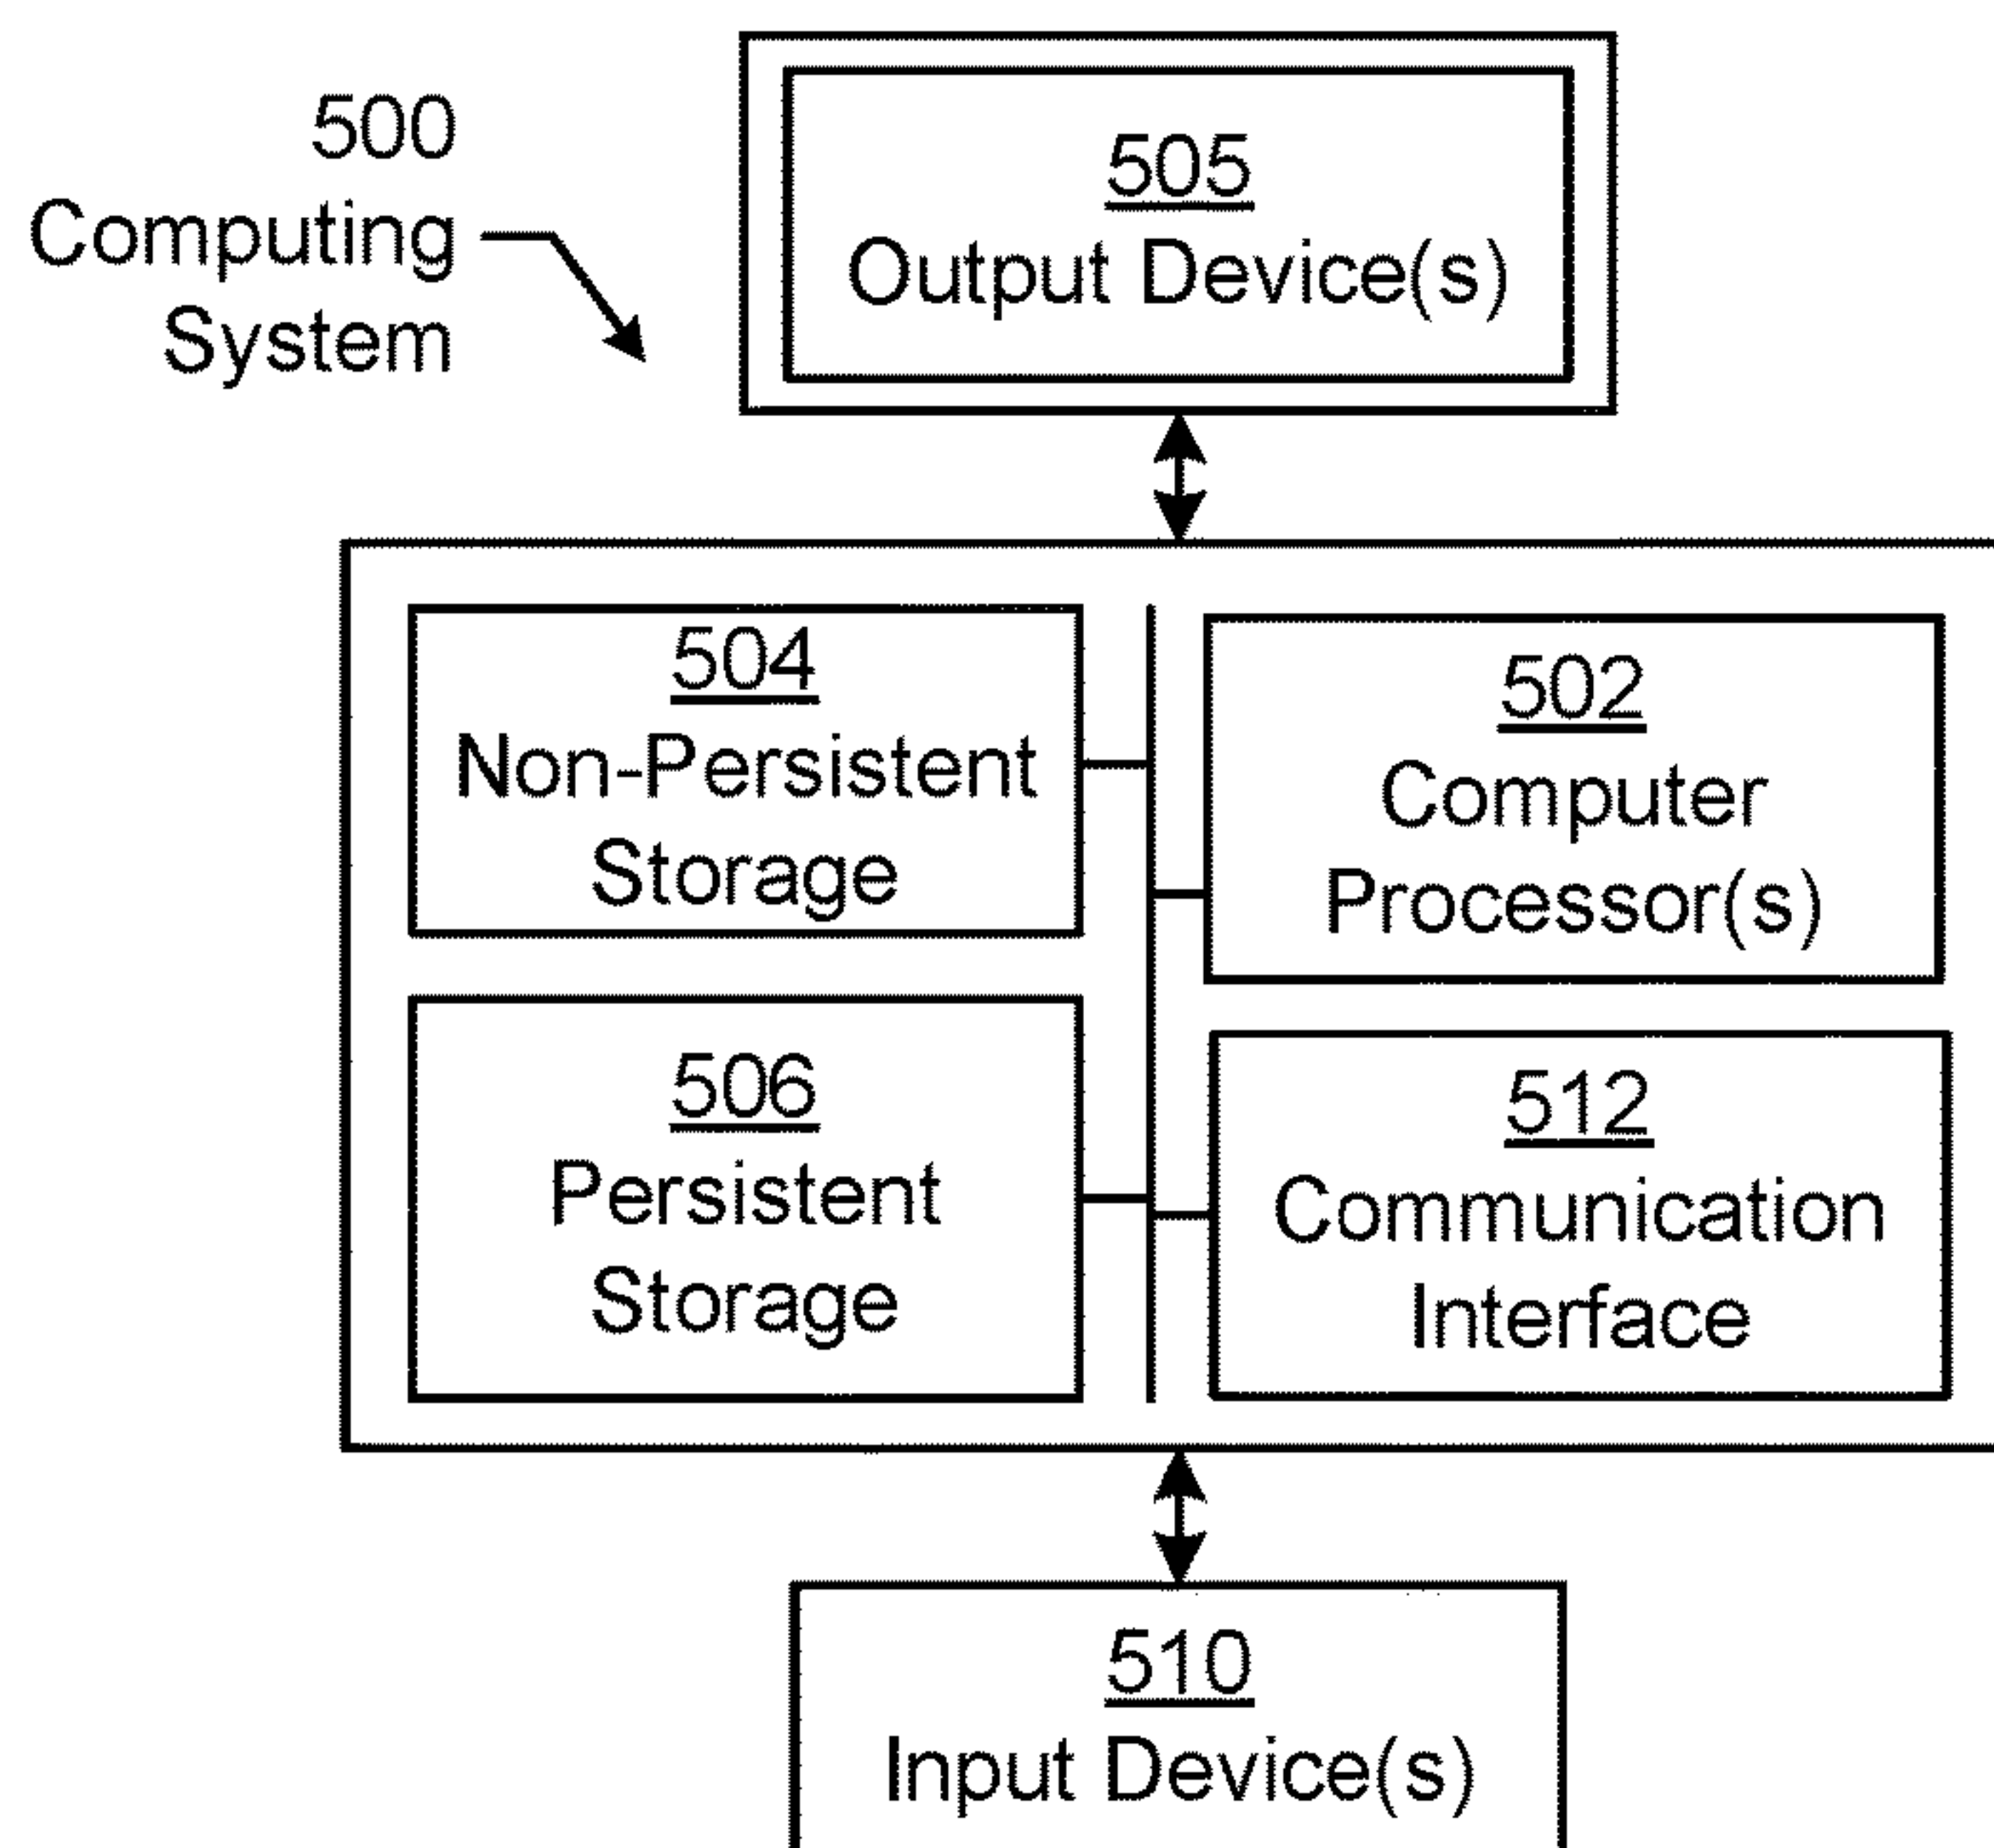 500
Computing
System
505
Output Device(s)
504
Non-Persistent
Storage
502
Computer
Processor(s)
506
Persistent
Storage
512
Communication
Interface
510
Input Device(s)